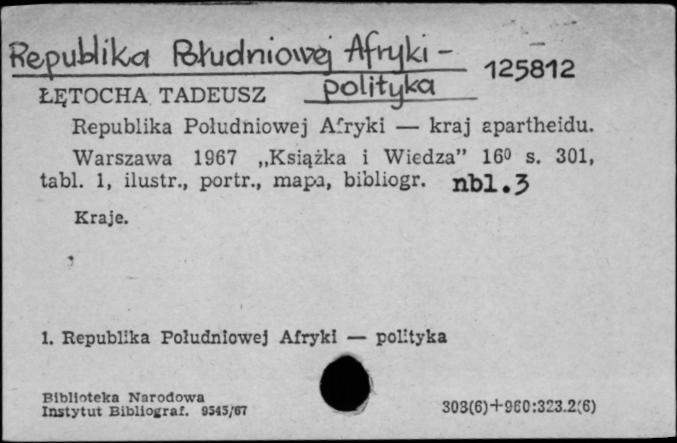 Republika Południowej Afryki -
polityka
125812
ŁĘTOCHA TADEUSZ
Republika Południowej Afryki — kraj apartheidu.
Warszawa 1967 „Książka i Wiedza” 16⁰ s. 301,
tabl. 1, ilustr., portr., mapa, bibliogr. nbl.3
Kraje.
1. Republika Południowej Afryki — polityka
Biblioteka Narodowa
Instytut Bibliograf. 9545/67
303(6)+960:323.2(6)